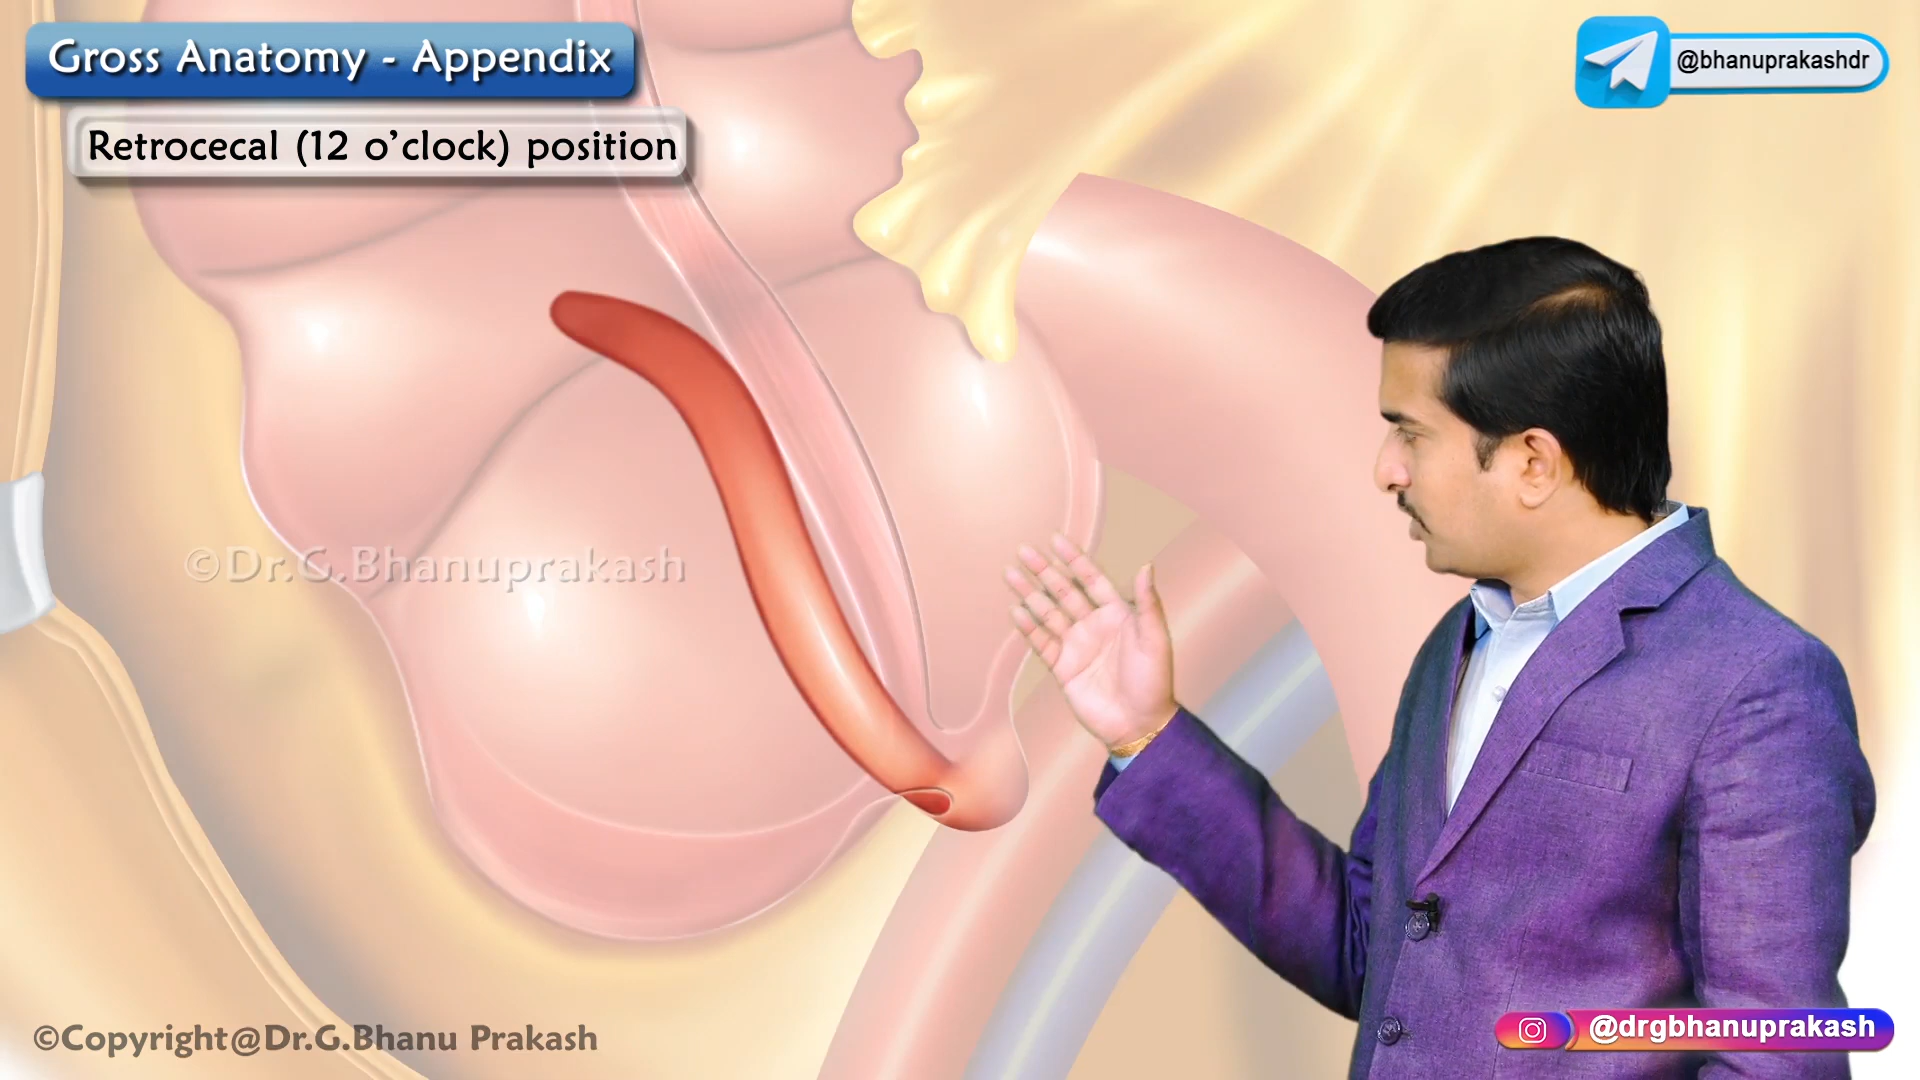 Gross Anatomy - Appendix
@bhanuprakashdr
Retrocecal (12 o’clock) position
©Dr.G.Bhanuprakash
©Copyright@Dr.G.Bhanu Prakash
@drgbhanuprakash